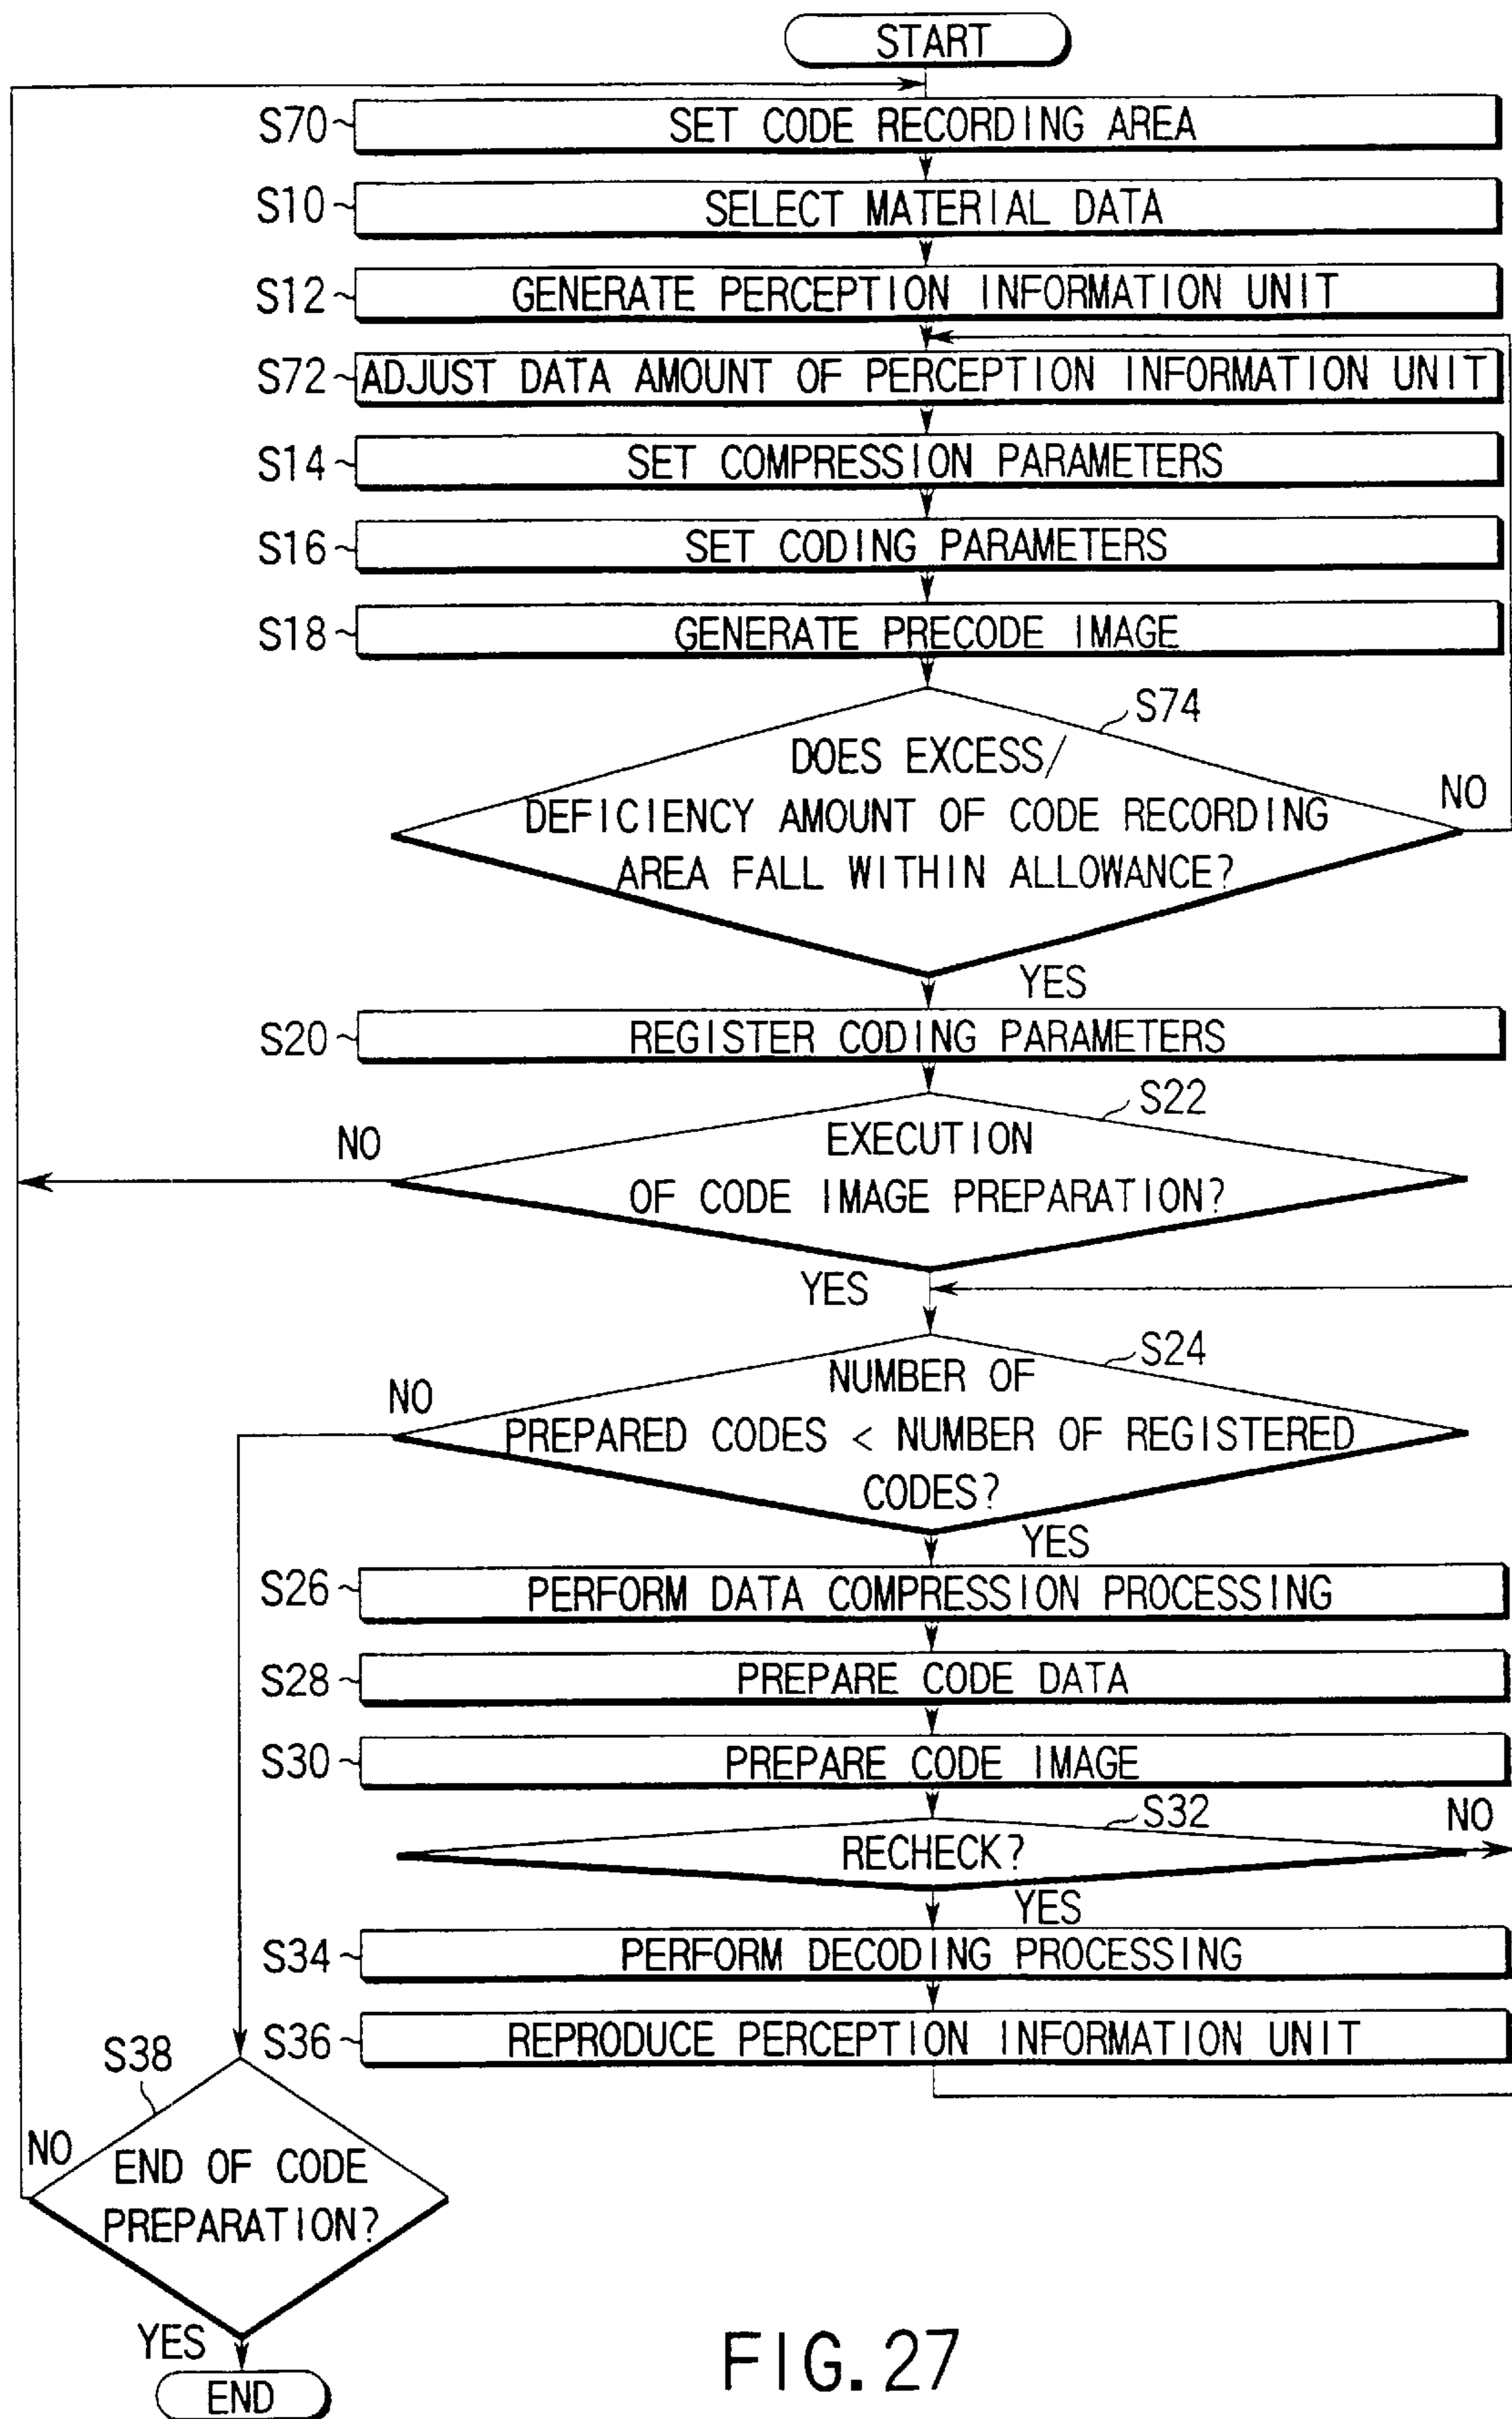 START
S70 SET CODE RECORDING AREA
S10 SELECT MATERIAL DATA
S12 GENERATE PERCEPTION INFORMATION UNIT
S72 ADJUST DATA AMOUNT OF PERCEPTION INFORMATION UNIT
S14 SET COMPRESSION PARAMETERS
S16 SET CODING PARAMETERS
S18 GENERATE PRECODE IMAGE
S74
DOES EXCESS/
DEFICIENCY AMOUNT OF CODE RECORDING
AREA FALL WITHIN ALLOWANCE?
NO
YES
S20 REGISTER CODING PARAMETERS
S22
NO
EXECUTION
OF CODE IMAGE PREPARATION?
YES
S24
NO
NUMBER OF
PREPARED CODES < NUMBER OF REGISTERED
CODES?
YES
S26 PERFORM DATA COMPRESSION PROCESSING
S28 PREPARE CODE DATA
S30 PREPARE CODE IMAGE
S32
NO
RECHECK?
YES
S34 PERFORM DECODING PROCESSING
S36 REPRODUCE PERCEPTION INFORMATION UNIT
S38
NO
END OF CODE
PREPARATION?
YES
END
FIG. 27